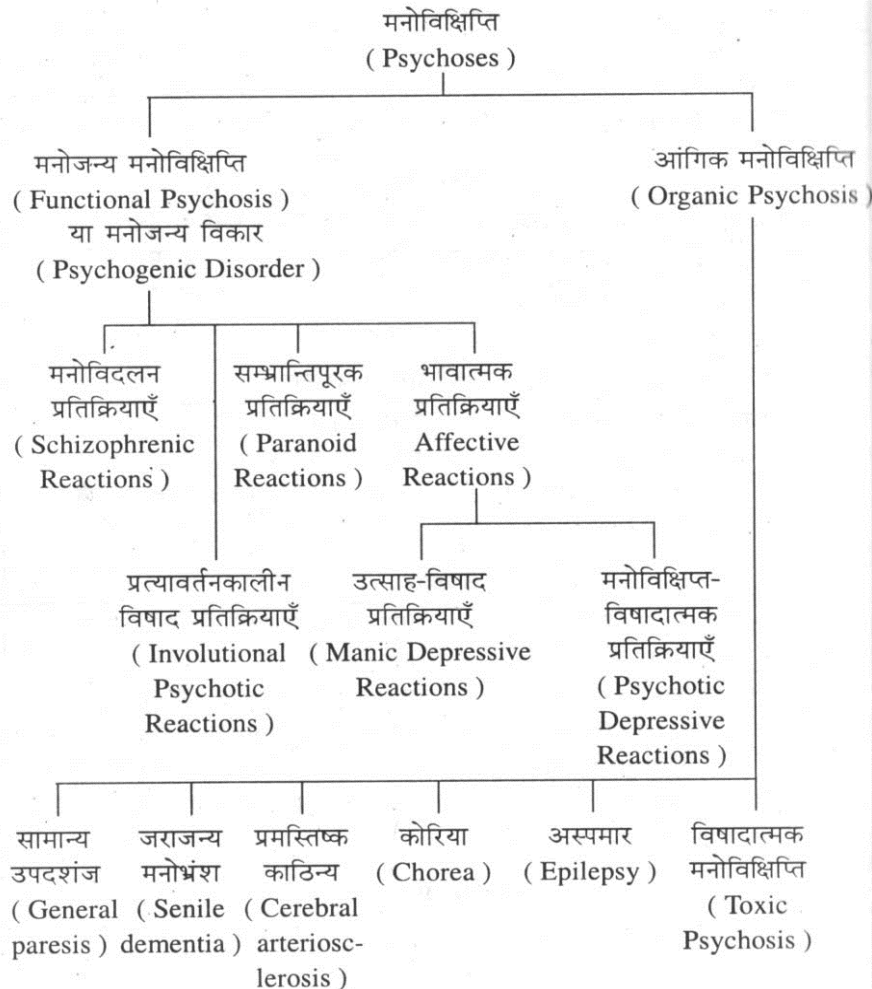 मनोविक्षिप्ति
( Psychoses )
मनोजन्य मनोविक्षिप्ति
( Functional Psychosis )
या मनोजन्य विकार
( Psychogenic Disorder )
आंगिक मनोविक्षिप्ति
( Organic Psychosis )
मनोविदलन
प्रतिक्रियाएँ
( Schizophrenic
Reactions )
सम्भ्रान्तिपूरक
प्रतिक्रियाएँ
( Paranoid
Reactions )
भावात्मक
प्रतिक्रियाएँ
Affective
Reactions )
प्रत्यावर्तनकालीन
विषाद प्रतिक्रियाएँ
( Involutional
Psychotic
Reactions )
उत्साह-विषाद
प्रतिक्रियाएँ
( Manic Depressive
Reactions )
मनोविक्षिप्त-
विषादात्मक
प्रतिक्रियाएँ
( Psychotic
Depressive
Reactions )
सामान्य
उपदशंज
( General
paresis )
जराजन्य
मनोभ्रंश
( Senile
dementia )
प्रमस्तिष्क
काठिन्य
( Cerebral
arteriosc-
lerosis )
कोरिया
( Chorea )
अस्पमार
( Epilepsy )
विषादात्मक
मनोविक्षिप्ति
( Toxic
Psychosis )